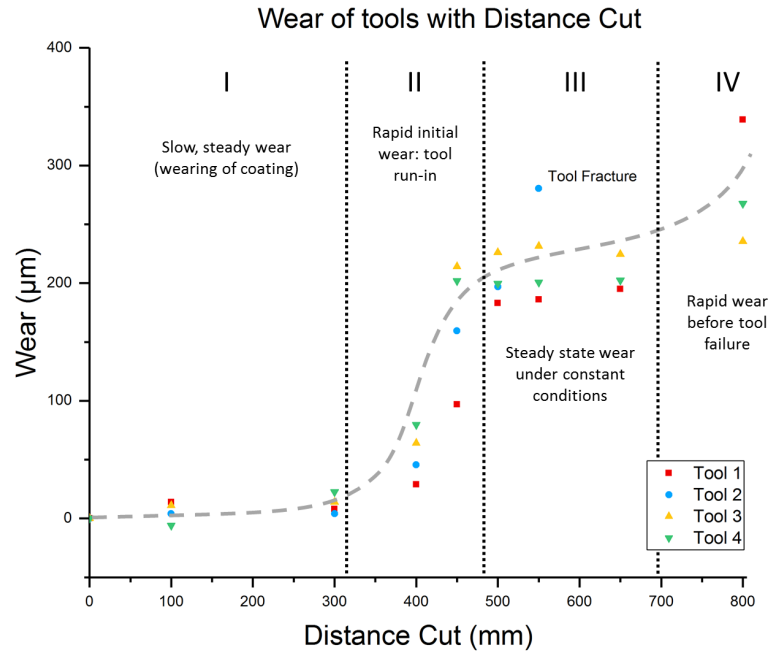 Wear of tools with Distance Cut
400
300
200
100
0
Wear (µm)
I
II
III
IV
Slow, steady wear
(wearing of coating)
Rapid initial
wear: tool
run-in
Tool Fracture
Steady state wear
under constant
conditions
Rapid wear
before tool
failure
Tool 1
Tool 2
Tool 3
Tool 4
0
100
200
300
400
500
600
700
800
Distance Cut (mm)